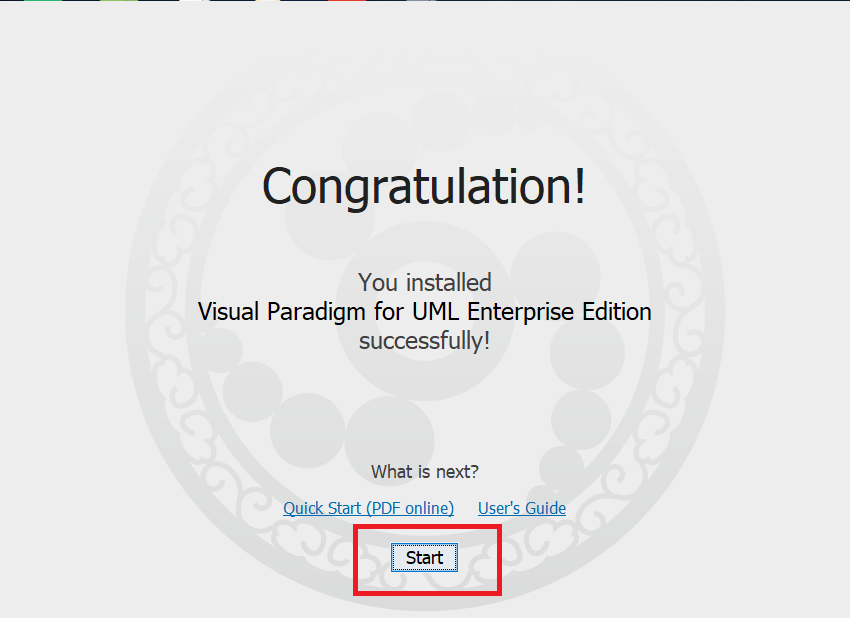 Congratulation!
You installed
Visual Paradigm for UML Enterprise Edition
successfully!
What is next?
Quick Start (PDF online) User's Guide
Start